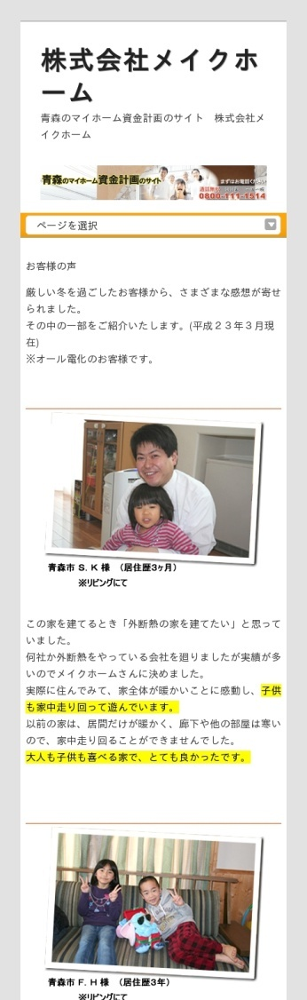 株式会社メイクホ
ーム
青森のマイホーム資金計画のサイト　株式会社メ
イクホーム
青森のマイホーム資金計画のサイト
まずはお電話ください
0800-111-1514
ページを選択
お客様の声
厳しい冬を過ごしたお客様から、さまざまな感想が寄せ
られました。
その中の一部をご紹介いたします。(平成２３年３月現
在)
※オール電化のお客様です。
青森市 S. K 様　（居住歴3ヶ月）
※リビングにて
この家を建てるとき「外断熱の家を建てたい」と思って
いました。
何社か外断熱をやっている会社を廻りましたが実績が多
いのでメイクホームさんに決めました。
実際に住んでみて、家全体が暖かいことに感動し、子供
も家中走り回って遊んでいます。
以前の家は、居間だけが暖かく、廊下や他の部屋は寒い
ので、家中走り回ることができませんでした。
大人も子供も喜べる家で、とても良かったです。
青森市 F. H 様　（居住歴3年）
※リビングにて